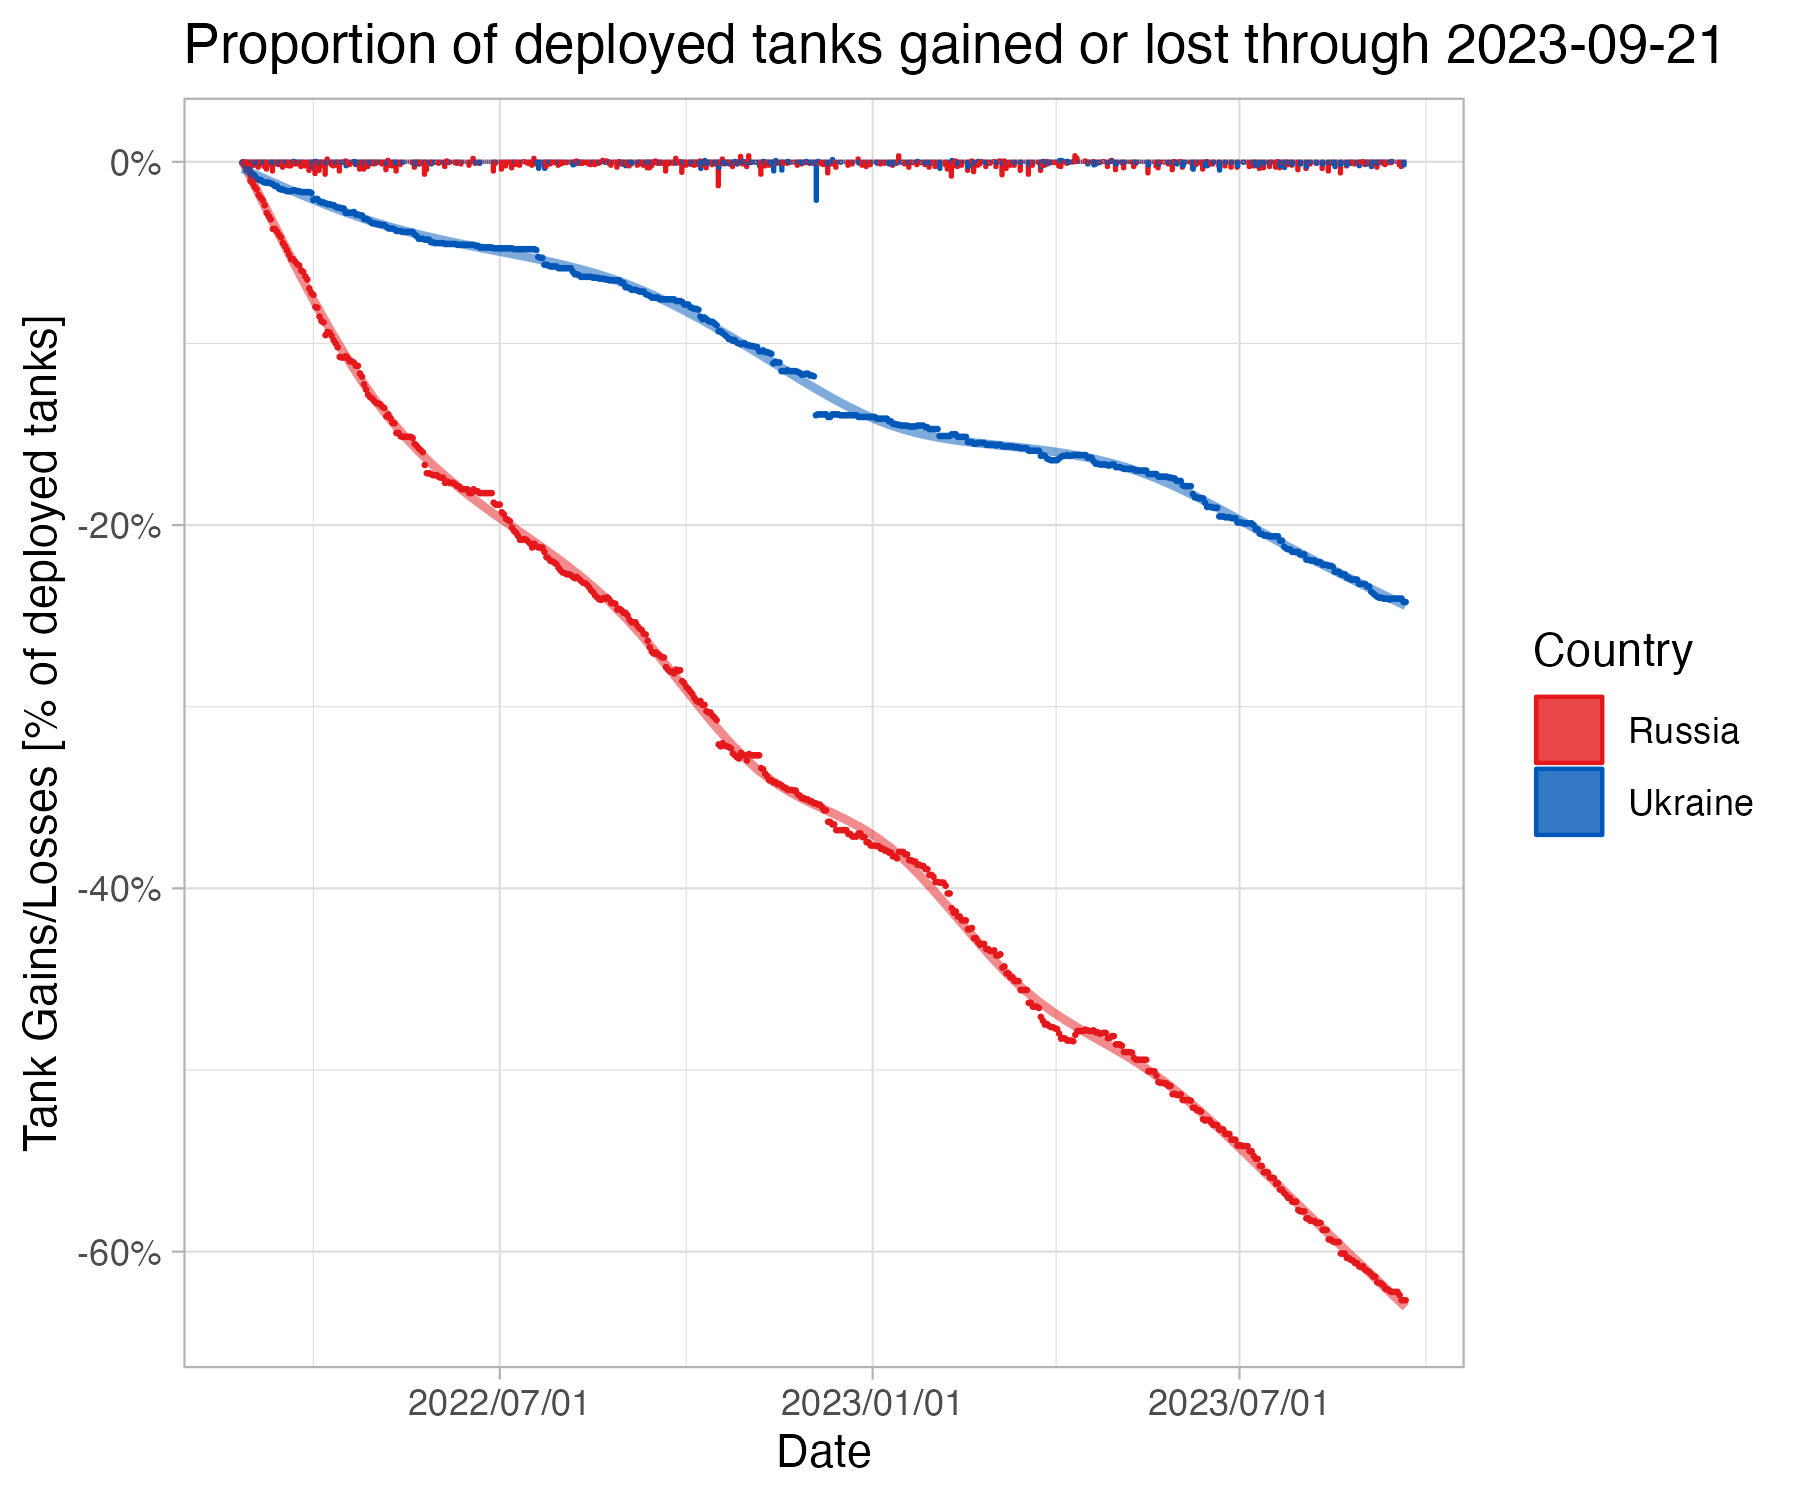 Proportion of deployed tanks gained or lost through 2023-09-21
Tank Gains/Losses [% of deployed tanks]
0%
-20%
-40%
-60%
2022/07/01
2023/01/01
2023/07/01
Date
Country
Russia
Ukraine